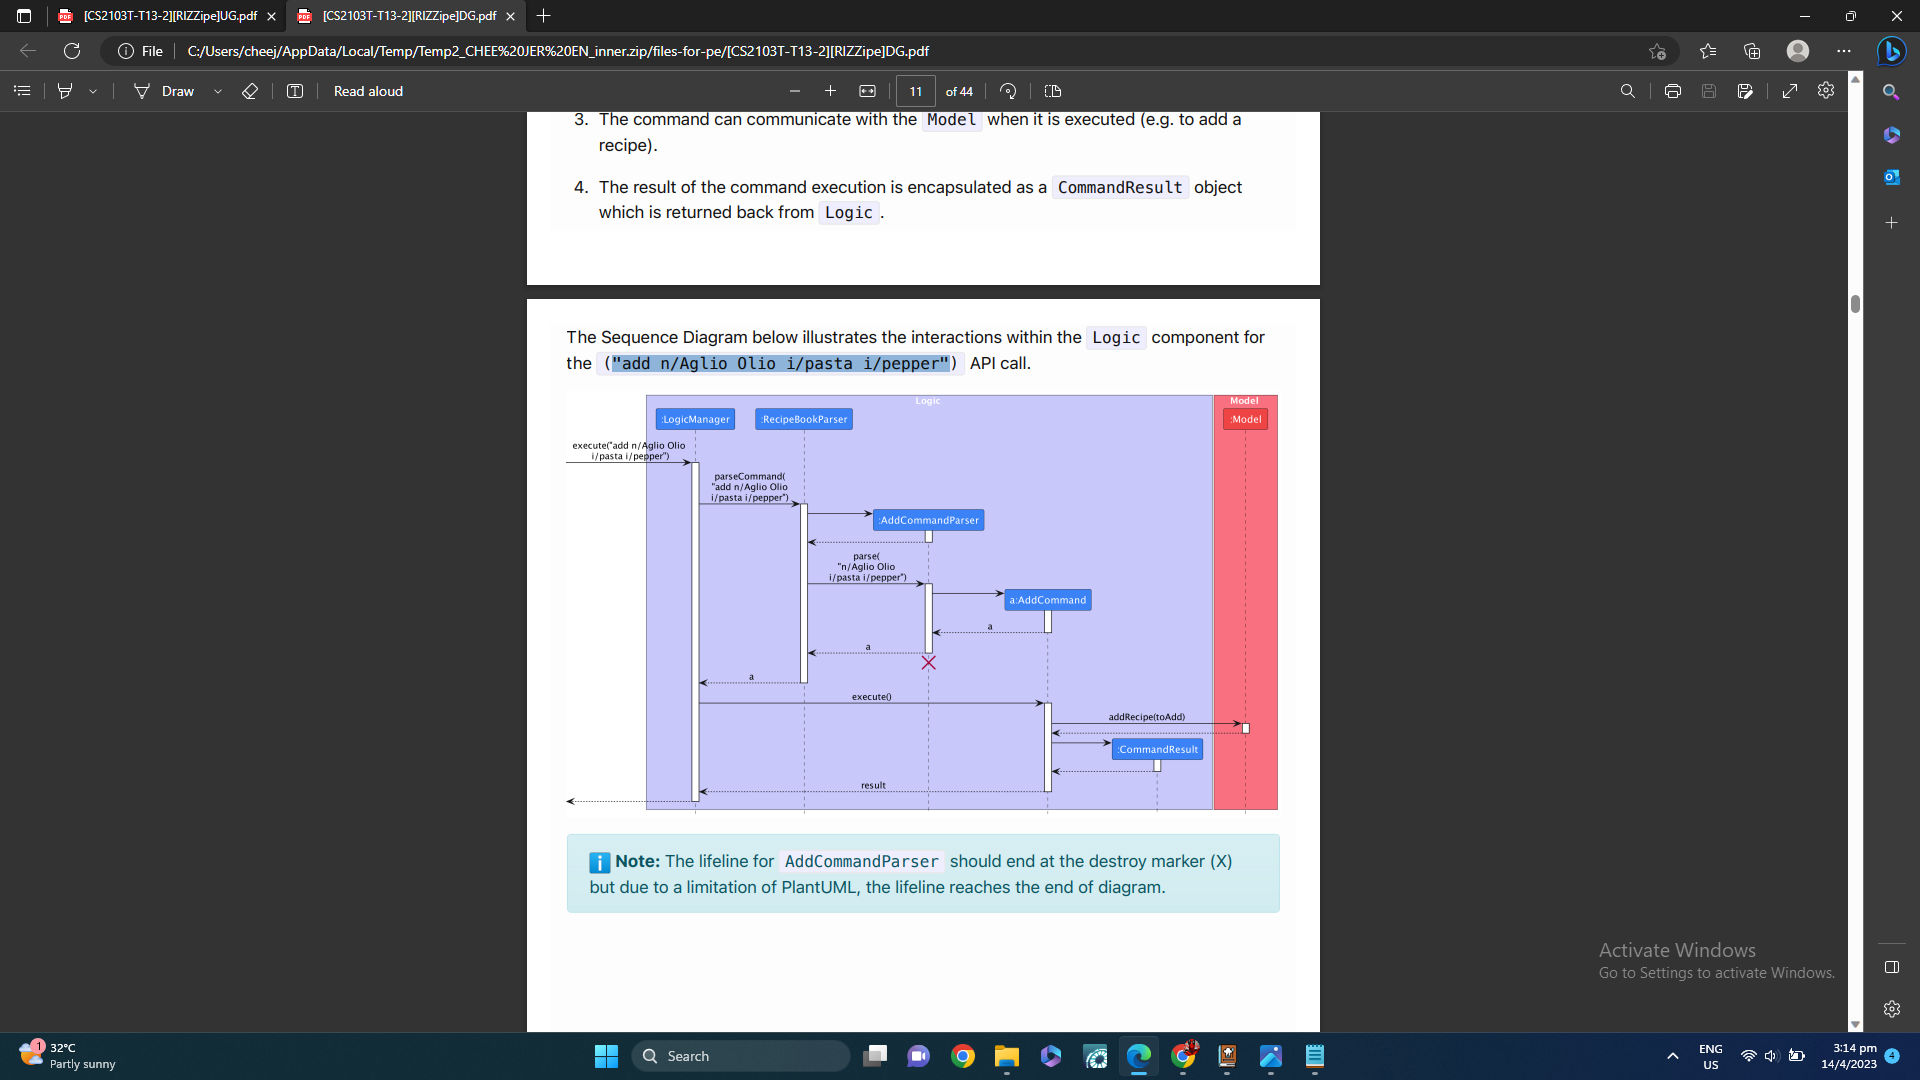 [CS2103T-T13-2][RIZZipe]UG.pdf
[CS2103T-T13-2][RIZZipe]DG.pdf
File
C:/Users/cheej/AppData/Local/Temp/Temp2_CHEE%20JER%20EN_inner.zip/files-for-pe/[CS2103T-T13-2][RIZZipe]DG.pdf
Draw
Read aloud
11
of 44
3. The command can communicate with the Model when it is executed (e.g. to add a
recipe).
4. The result of the command execution is encapsulated as a CommandResult object
which is returned back from Logic .
The Sequence Diagram below illustrates the interactions within the Logic component for
the ("add n/Aglio Olio i/pasta i/pepper") API call.
Logic
Model
:LogicManager
:RecipeBookParser
:Model
execute("add n/Aglio Olio
i/pasta i/pepper")
parseCommand(
"add n/Aglio Olio
i/pasta i/pepper")
:AddCommandParser
parse(
"n/Aglio Olio
i/pasta i/pepper")
a:AddCommand
a
a
a
execute()
addRecipe(toAdd)
:CommandResult
result
Note: The lifeline for AddCommandParser should end at the destroy marker (X)
but due to a limitation of PlantUML, the lifeline reaches the end of diagram.
Activate Windows
Go to Settings to activate Windows.
1
32°C
Partly sunny
Search
ENG
US
3:14 pm
14/4/2023
4